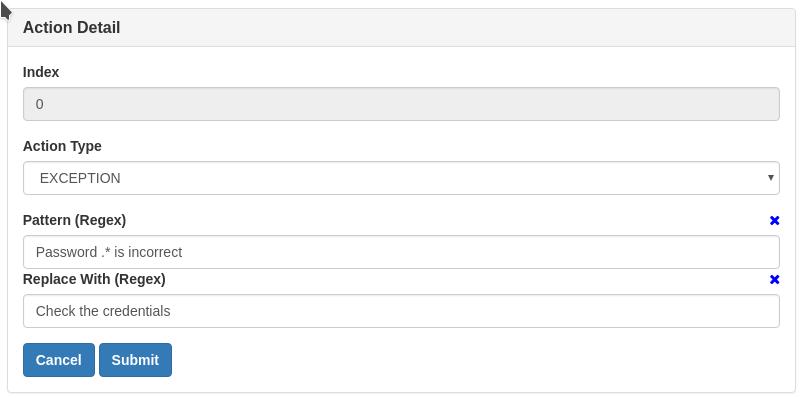 Action Detail
Index
0
Action Type
EXCEPTION
Pattern (Regex)
Password .* is incorrect
Replace With (Regex)
Check the credentials
Cancel Submit